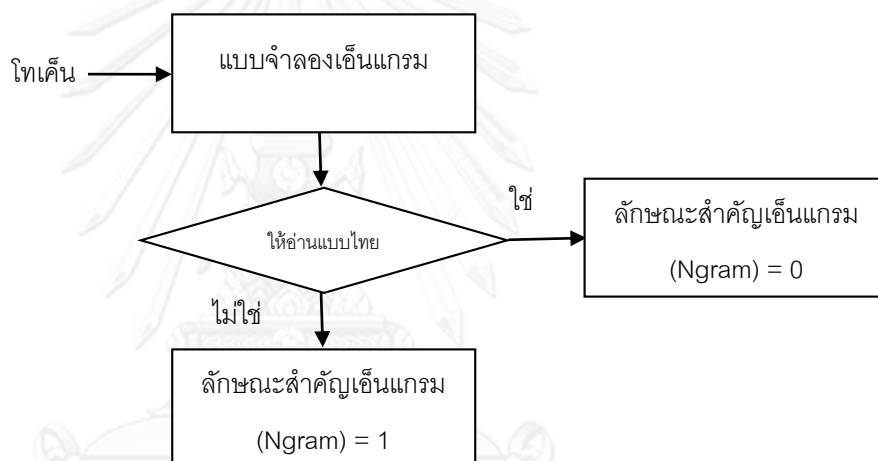 แบบจำลองเอ็นแกรม
โทเค็น
ใช่
ลักษณะสำคัญเอ็นแกรม
(Ngram) = 0
ให้อ่านแบบไทย
ไม่ใช่
ลักษณะสำคัญเอ็นแกรม
(Ngram) = 1